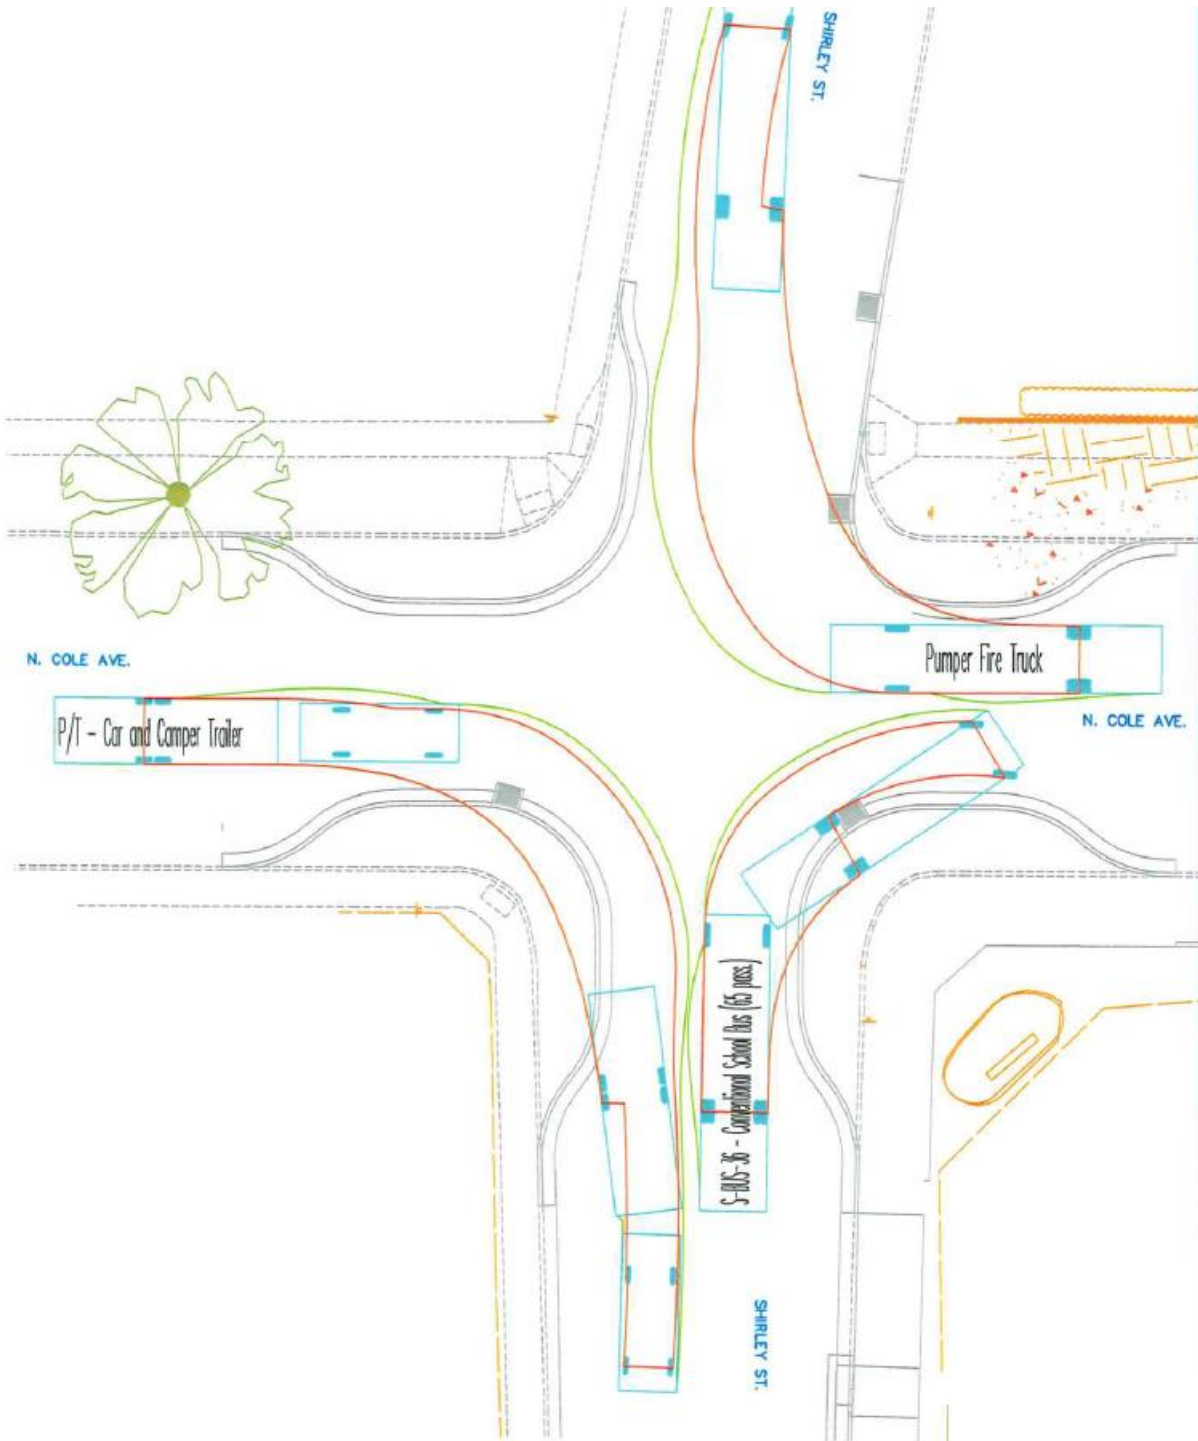 SHIRLEY ST.
N. COLE AVE.
Pumper Fire Truck
P/T - Car and Camper Trailer
N. COLE AVE.
S-BUS-36 - Conventional School Bus (65 pass.)
SHIRLEY ST.